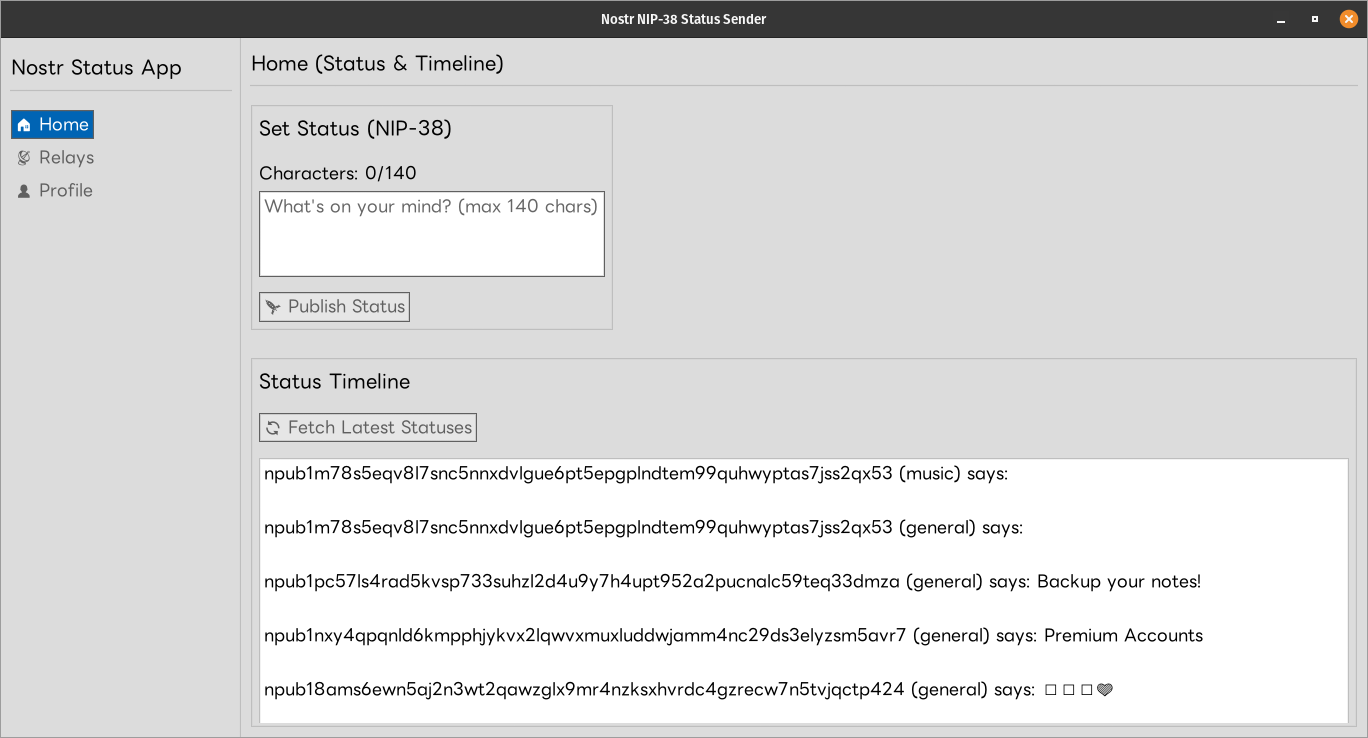 Nostr NIP-38 Status Sender
Nostr Status App
Home
Relays
Profile
Home (Status & Timeline)
Set Status (NIP-38)
Characters: 0/140
What's on your mind? (max 140 chars)
Publish Status
Status Timeline
Fetch Latest Statuses
npub1m78s5eqv8l7snc5nnxdvlgue6pt5epgplndtem99quhwyptas7jss2qx53 (music) says:
npub1m78s5eqv8l7snc5nnxdvlgue6pt5epgplndtem99quhwyptas7jss2qx53 (general) says:
npub1pc57ls4rad5kvsp733suhzl2d4u9y7h4upt952a2pucnalc59teq33dmza (general) says: Backup your notes!
npub1nxy4qpqnld6kmpphjykvx2lqwvxmuxluddwjamm4nc29ds3elyzsm5avr7 (general) says: Premium Accounts
npub18ams6ewn5aj2n3wt2qawzglx9mr4nzksxhvrdc4gzrecw7n5tvjqctp424 (general) says: □□□💚